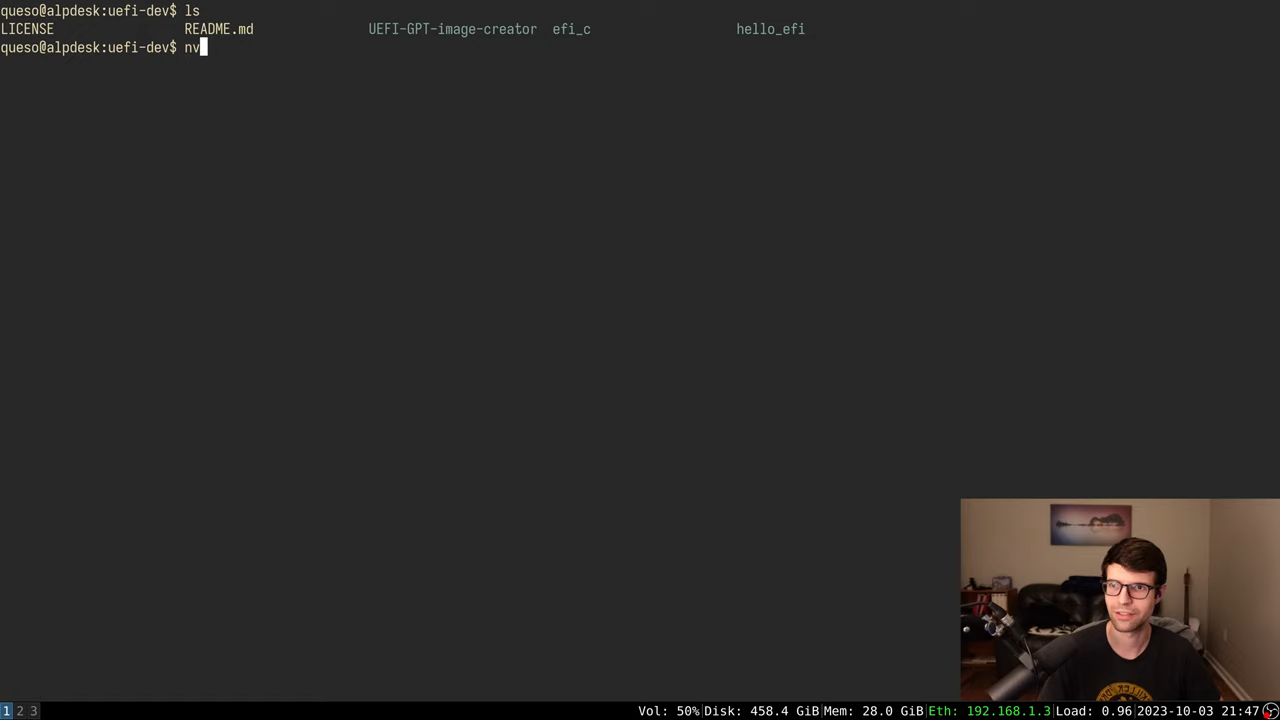 queso@alpdesk:uefi-dev$ ls
LICENSE README.md UEFI-GPT-image-creator efi_c hello_efi
queso@alpdesk:uefi-dev$ nv
1 2 3 Vol: 50%|Disk: 458.4 GiB|Mem: 28.0 GiB|Eth: 192.168.1.3|Load: 0.96|2023-10-03 21:47